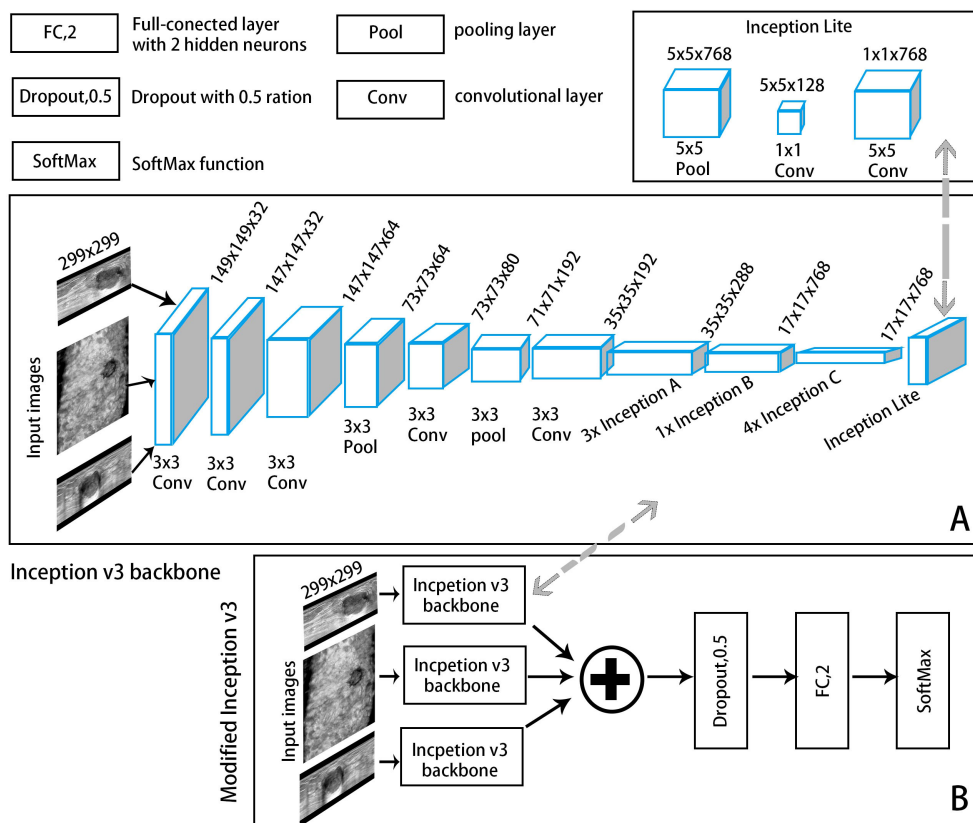 FC,2
Full-conected layer
with 2 hidden neurons
Pool
pooling layer
Dropout,0.5
Dropout with 0.5 ration
Conv
convolutional layer
SoftMax
SoftMax function
Inception Lite
5x5x768
5x5x128
1x1x768
5x5
Pool
1x1
Conv
5x5
Conv
299x299
149x149x32
147x147x32
147x147x64
73x73x64
73x73x80
71x71x192
35x35x192
35x35x288
17x17x768
17x17x768
Input images
3x3
Conv
3x3
Conv
3x3
Conv
3x3
Pool
3x3
Conv
3x3
pool
3x3
Conv
3x Inception A
1x Inception B
4x Inception C
Inception Lite
A
Inception v3 backbone
Modified Inception v3
299x299
Input images
Incpetion v3
backbone
Incpetion v3
backbone
Incpetion v3
backbone
Dropout,0.5
FC,2
SoftMax
B